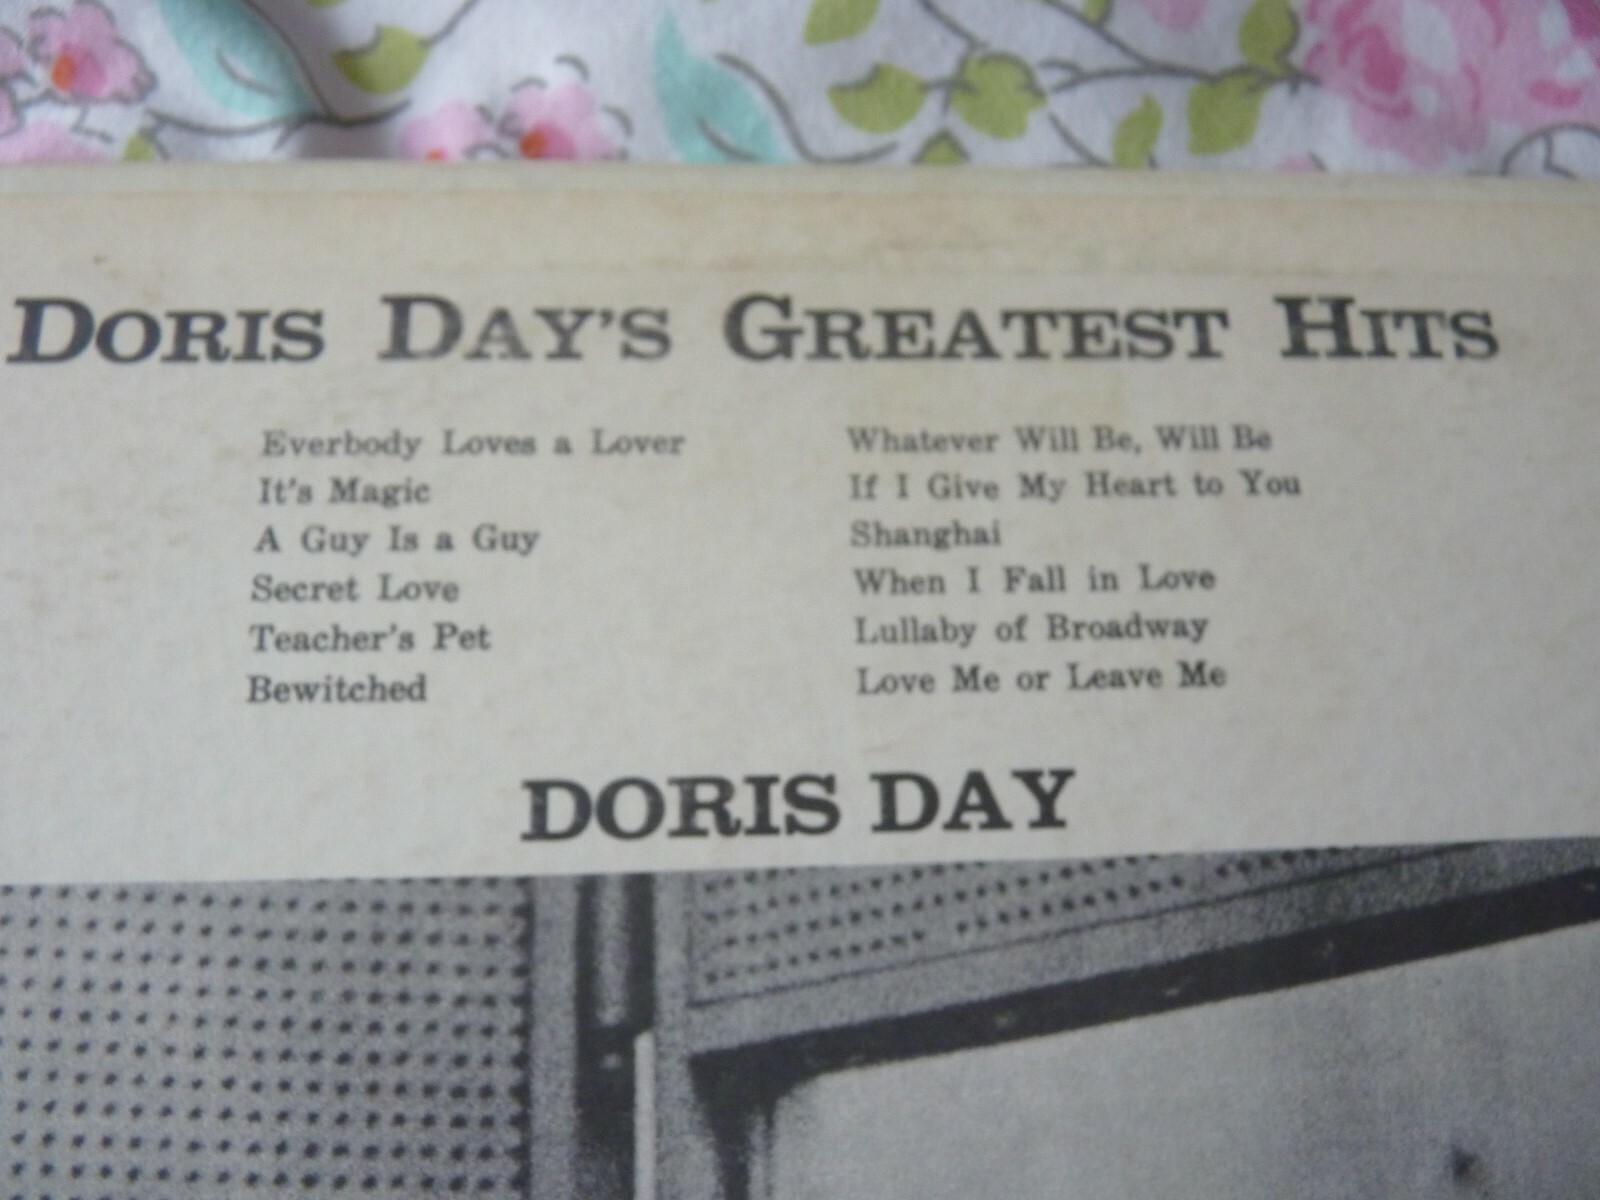 DORIS DAY'S GREATEST HITS
Everbody Loves a Lover
It's Magic
A Guy Is a Guy
Secret Love
Teacher's Pet
Bewitched
Whatever Will Be, Will Be
If I Give My Heart to You
Shanghai
When I Fall in Love
Lullaby of Broadway
Love Me or Leave Me
DORIS DAY